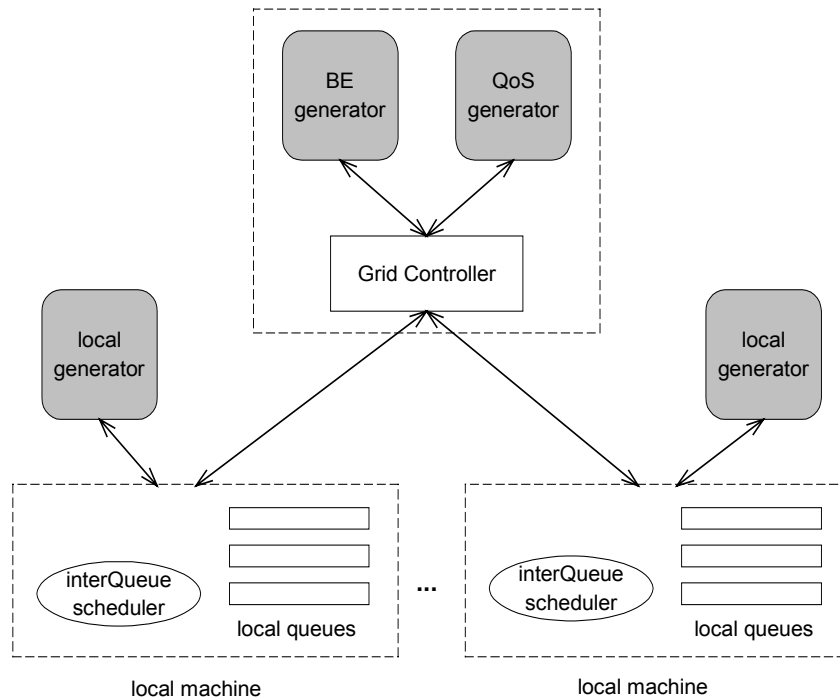 BE
generator
QoS
generator
Grid Controller
local
generator
local
generator
interQueue
scheduler
local queues
...
interQueue
scheduler
local queues
local machine
local machine